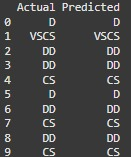 Actual Predicted
0 D D
1 VSCS VSCS
2 DD DD
3 DD DD
4 CS CS
5 D D
6 DD DD
7 CS CS
8 DD DD
9 CS CS